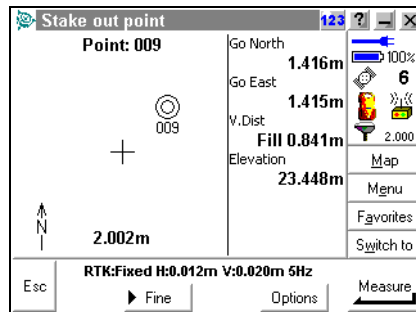 Stake out point 123 ? _ X
Point: 009
009
N
2.002m
Go North
1.416m
Go East
1.415m
V.Dist
Fill 0.841m
Elevation
23.448m
100%
6
2.000
Map
Menu
Favorites
Switch to
Esc
RTK:Fixed H:0.012m V:0.020m 5Hz
Fine
Options
Measure